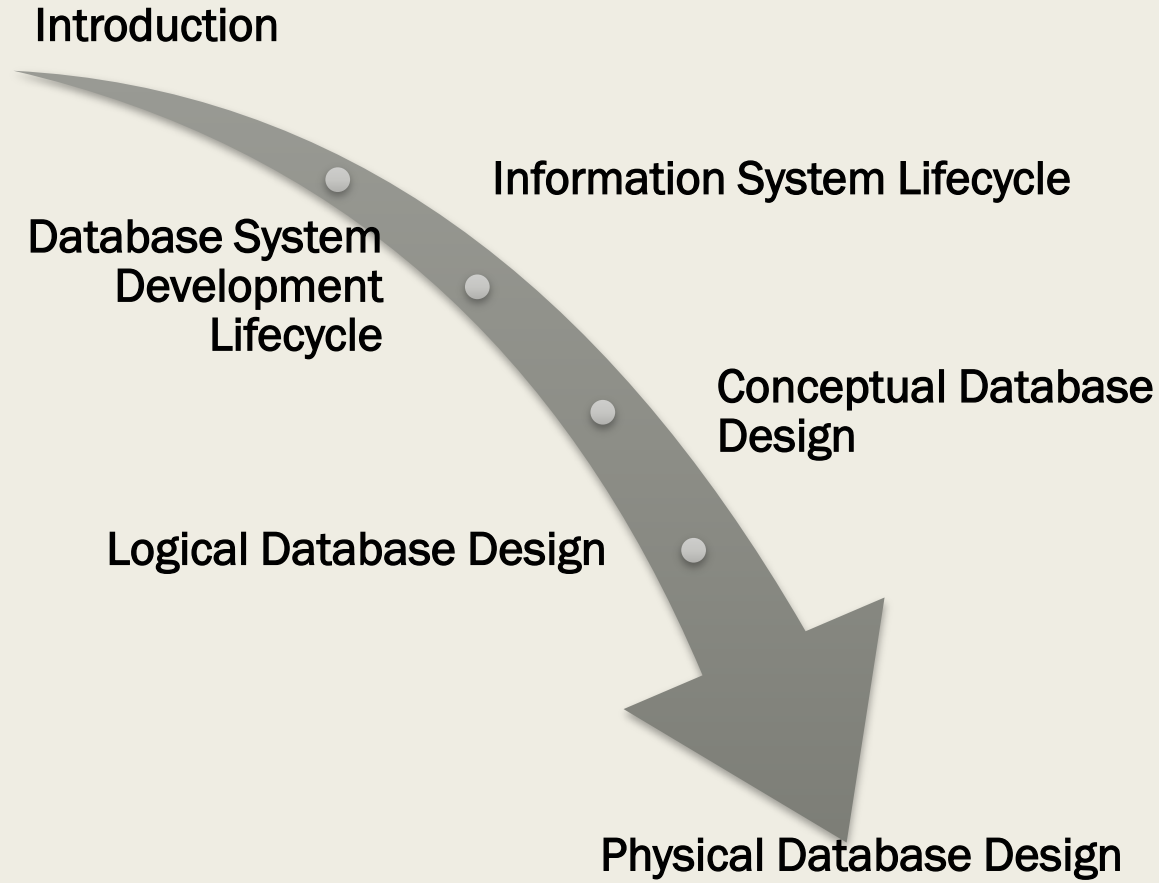 Introduction
Information System Lifecycle
Database System
Development
Lifecycle
Conceptual Database
Design
Logical Database Design
Physical Database Design